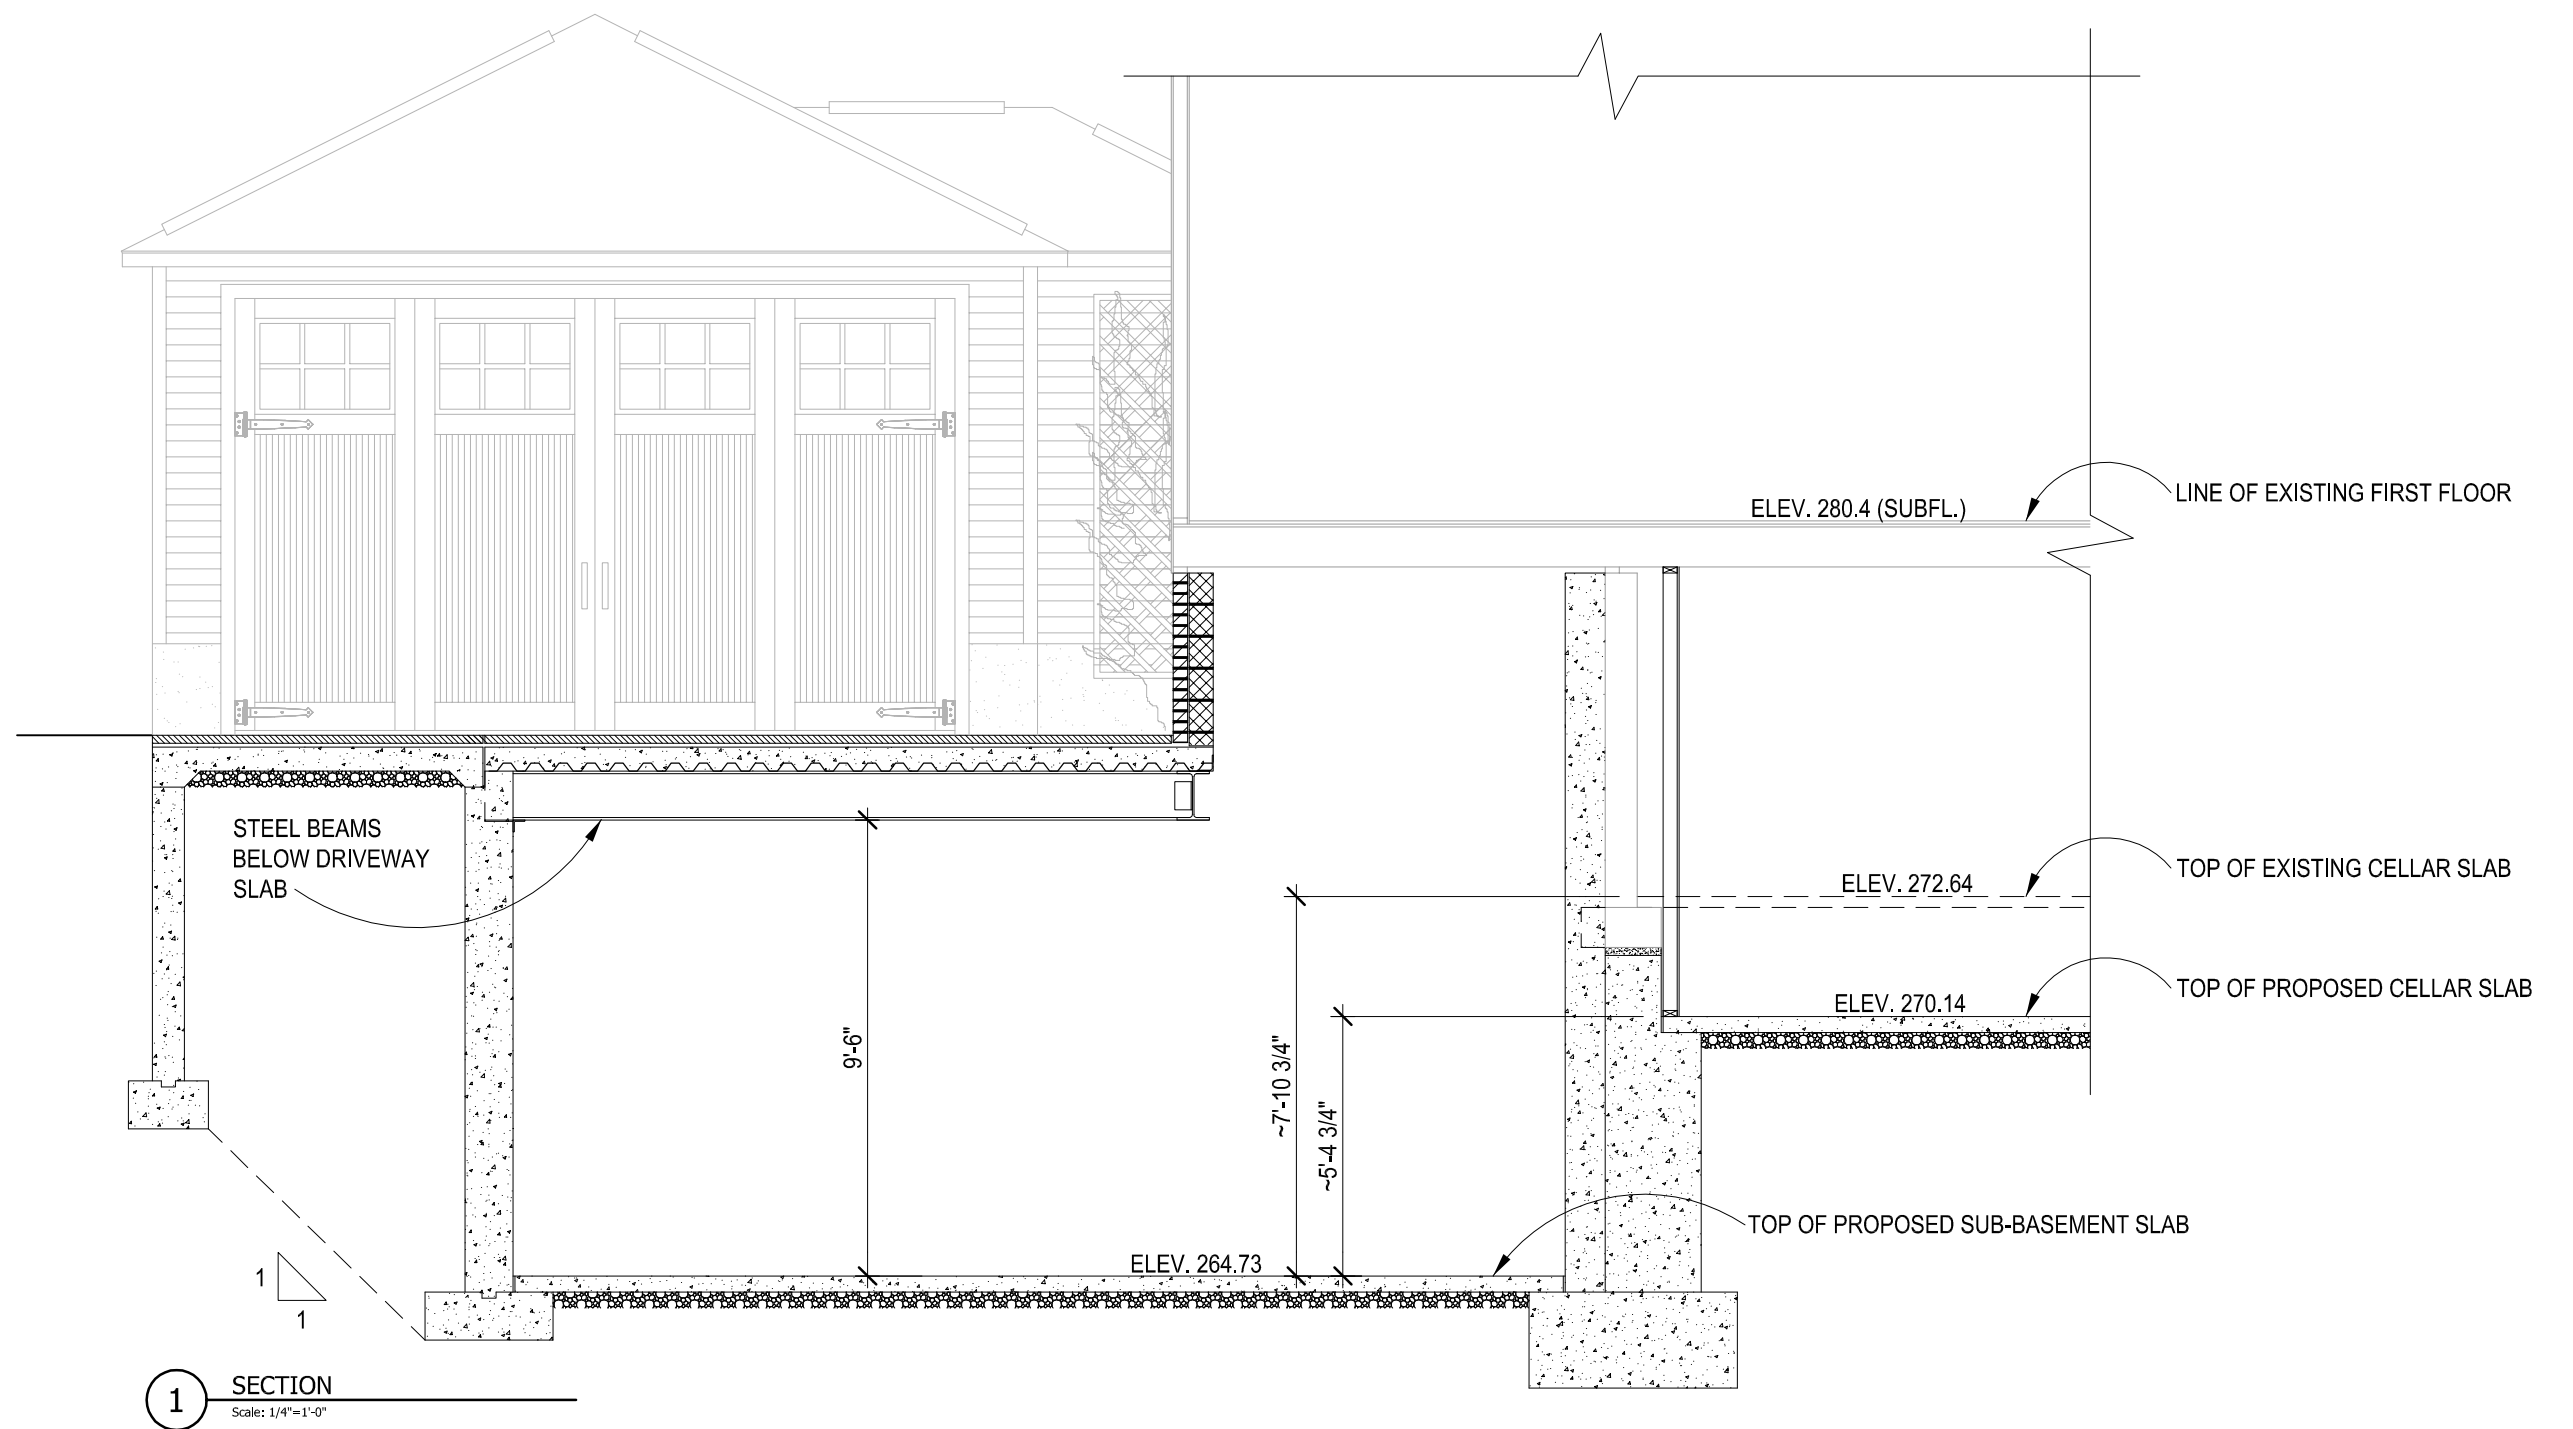 ELEV. 280.4 (SUBFL.)
LINE OF EXISTING FIRST FLOOR
STEEL BEAMS
BELOW DRIVEWAY
SLAB
ELEV. 272.64
TOP OF EXISTING CELLAR SLAB
ELEV. 270.14
TOP OF PROPOSED CELLAR SLAB
9'-6"
~7'-10 3/4"
~5'-4 3/4"
TOP OF PROPOSED SUB-BASEMENT SLAB
ELEV. 264.73
1
1
1
SECTION
Scale: 1/4"=1'-0"